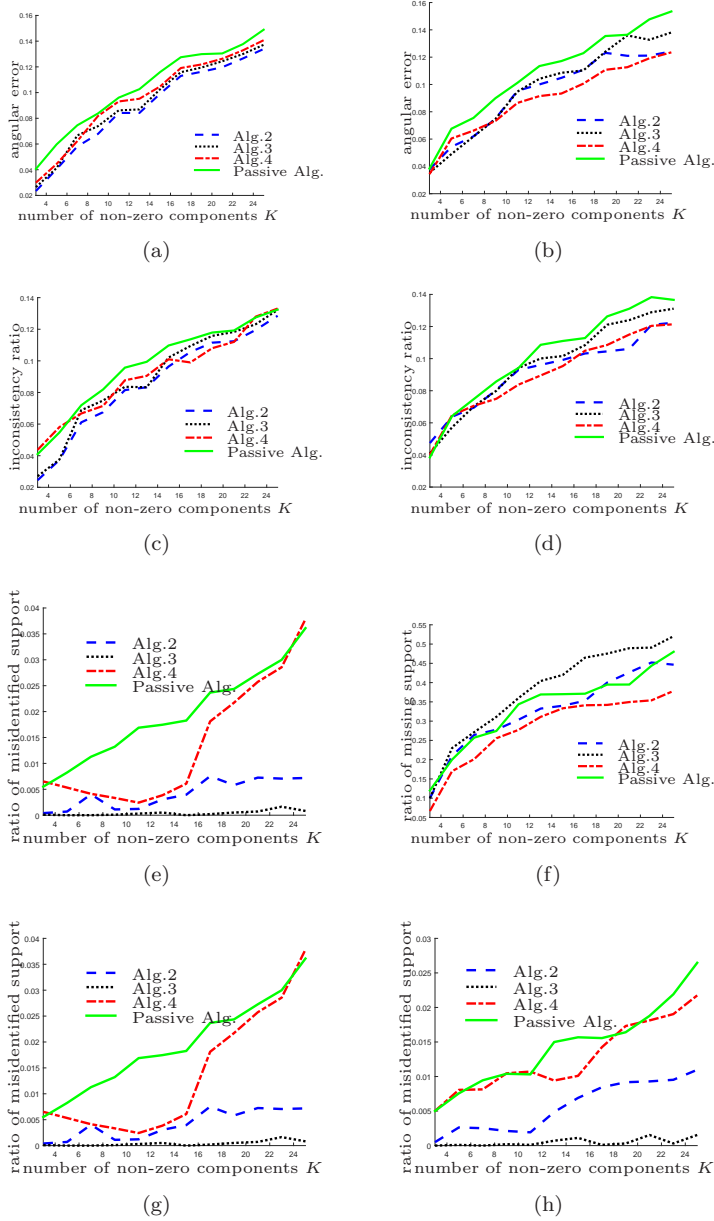 0.16
0.14
0.12
0.1
0.08
0.06
0.04
0.02
angular error
Alg.2
Alg.3
Alg.4
Passive Alg.
4 6 8 10 12 14 16 18 20 22 24
number of non-zero components K
(a)
0.16
0.14
0.12
0.1
0.08
0.06
0.04
0.02
angular error
Alg.2
Alg.3
Alg.4
Passive Alg.
4 6 8 10 12 14 16 18 20 22 24
number of non-zero components K
(b)
0.14
0.12
0.1
0.08
0.06
0.04
0.02
inconsistency ratio
Alg.2
Alg.3
Alg.4
Passive Alg.
4 6 8 10 12 14 16 18 20 22 24
number of non-zero components K
(c)
0.14
0.12
0.1
0.08
0.06
0.04
0.02
inconsistency ratio
Alg.2
Alg.3
Alg.4
Passive Alg.
4 6 8 10 12 14 16 18 20 22 24
number of non-zero components K
(d)
0.04
0.035
0.03
0.025
0.02
0.015
0.01
0.005
0
ratio of misidentified support
Alg.2
Alg.3
Alg.4
Passive Alg.
4 6 8 10 12 14 16 18 20 22 24
number of non-zero components K
(e)
0.55
0.5
0.45
0.4
0.35
0.3
0.25
0.2
0.15
0.1
0.05
ratio of missing support
Alg.2
Alg.3
Alg.4
Passive Alg.
4 6 8 10 12 14 16 18 20 22 24
number of non-zero components K
(f)
0.04
0.035
0.03
0.025
0.02
0.015
0.01
0.005
0
ratio of misidentified support
Alg.2
Alg.3
Alg.4
Passive Alg.
4 6 8 10 12 14 16 18 20 22 24
number of non-zero components K
(g)
0.03
0.025
0.02
0.015
0.01
0.005
0
ratio of misidentified support
Alg.2
Alg.3
Alg.4
Passive Alg.
4 6 8 10 12 14 16 18 20 22 24
number of non-zero components K
(h)